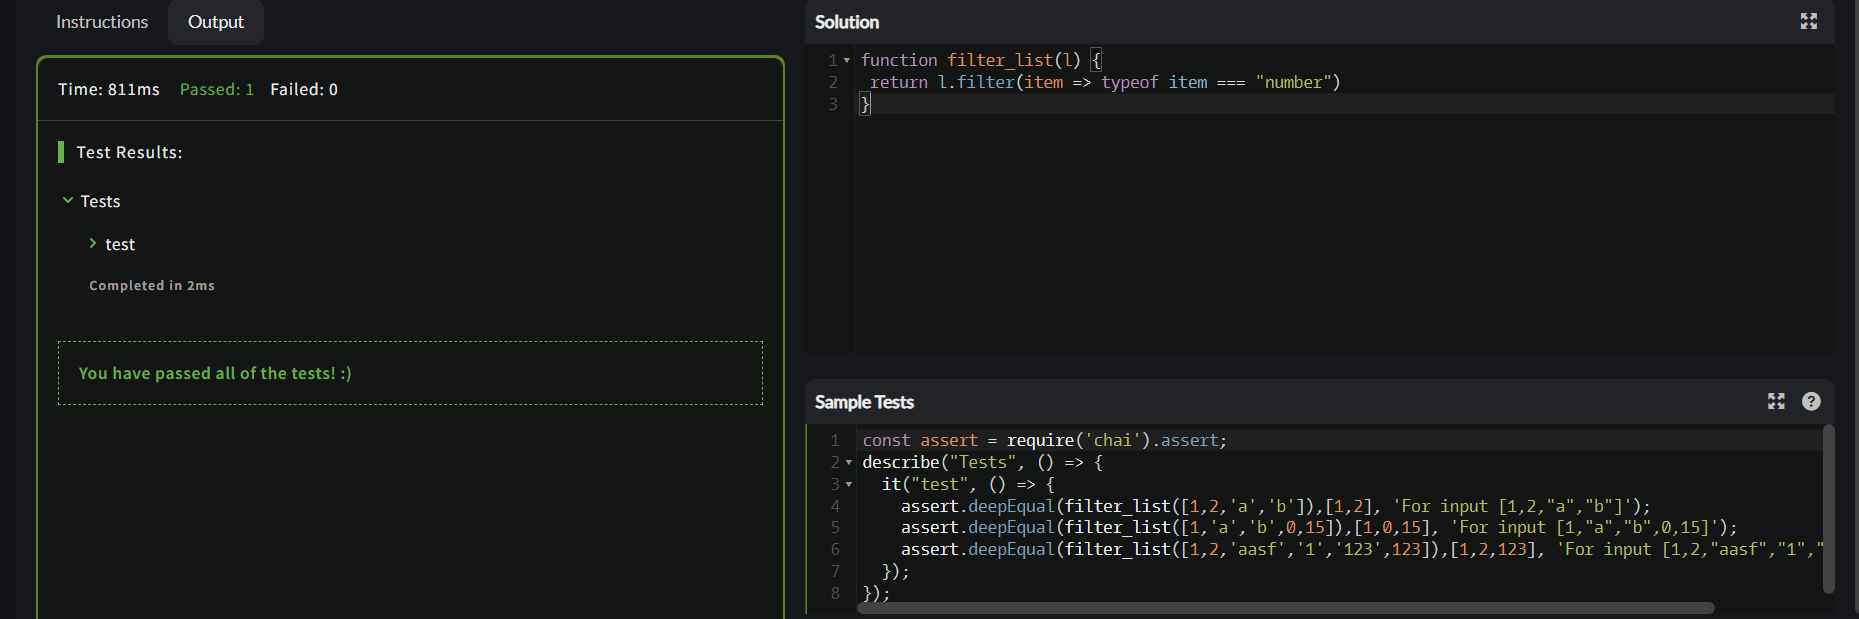 Instructions
Output
Time: 811ms Passed: 1 Failed: 0
Test Results:
Tests
test
Completed in 2ms
You have passed all of the tests! :)
Solution
1 function filter_list(l) {
2 return l.filter(item => typeof item === "number")
3 }
Sample Tests
1 const assert = require('chai').assert;
2 describe("Tests", () => {
3 it("test", () => {
4 assert.deepEqual(filter_list([1,2,'a','b']),[1,2], 'For input [1,2,"a","b"]');
5 assert.deepEqual(filter_list([1,'a','b',0,15]),[1,0,15], 'For input [1,"a","b",0,15]');
6 assert.deepEqual(filter_list([1,2,'aasf','1','123',123]),[1,2,123], 'For input [1,2,"aasf","1","
7 });
8 });